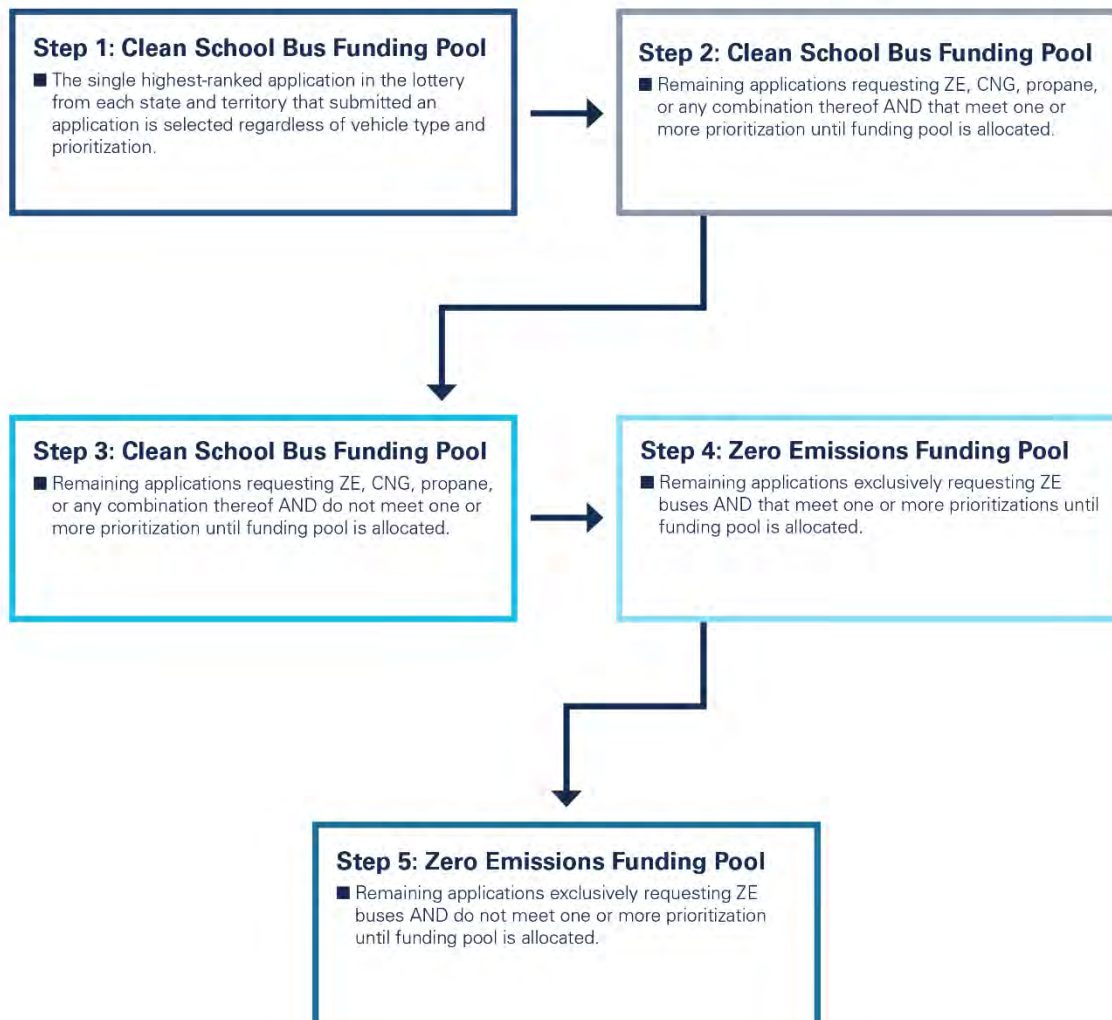 Step 1: Clean School Bus Funding Pool
■ The single highest-ranked application in the lottery
from each state and territory that submitted an
application is selected regardless of vehicle type and
prioritization.
Step 2: Clean School Bus Funding Pool
■ Remaining applications requesting ZE, CNG, propane,
or any combination thereof AND that meet one or
more prioritization until funding pool is allocated.
Step 3: Clean School Bus Funding Pool
■ Remaining applications requesting ZE, CNG, propane,
or any combination thereof AND do not meet one or
more prioritization until funding pool is allocated.
Step 4: Zero Emissions Funding Pool
■ Remaining applications exclusively requesting ZE
buses AND that meet one or more prioritizations until
funding pool is allocated.
Step 5: Zero Emissions Funding Pool
■ Remaining applications exclusively requesting ZE
buses AND do not meet one or more prioritization
until funding pool is allocated.